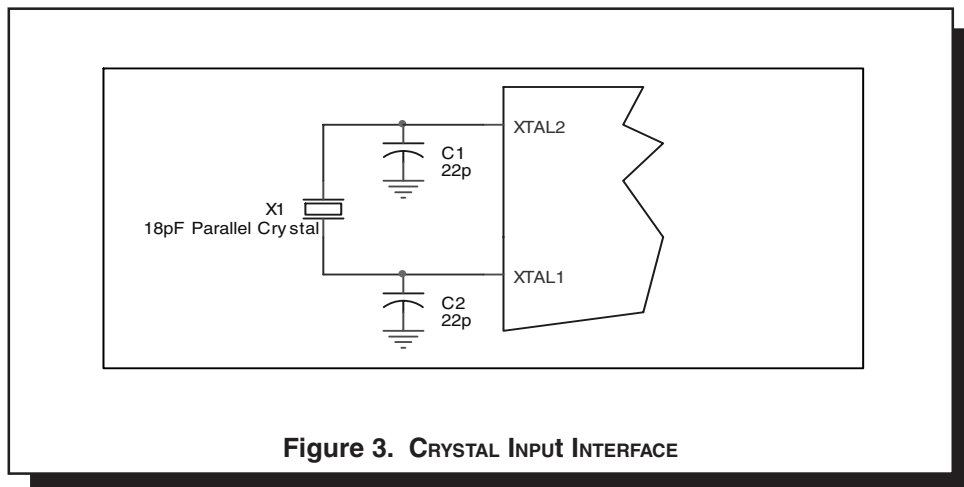 XTAL2
C1
22p
X1
18pF Parallel Crystal
XTAL1
C2
22p
Figure 3. CRYSTAL INPUt INTERFACE